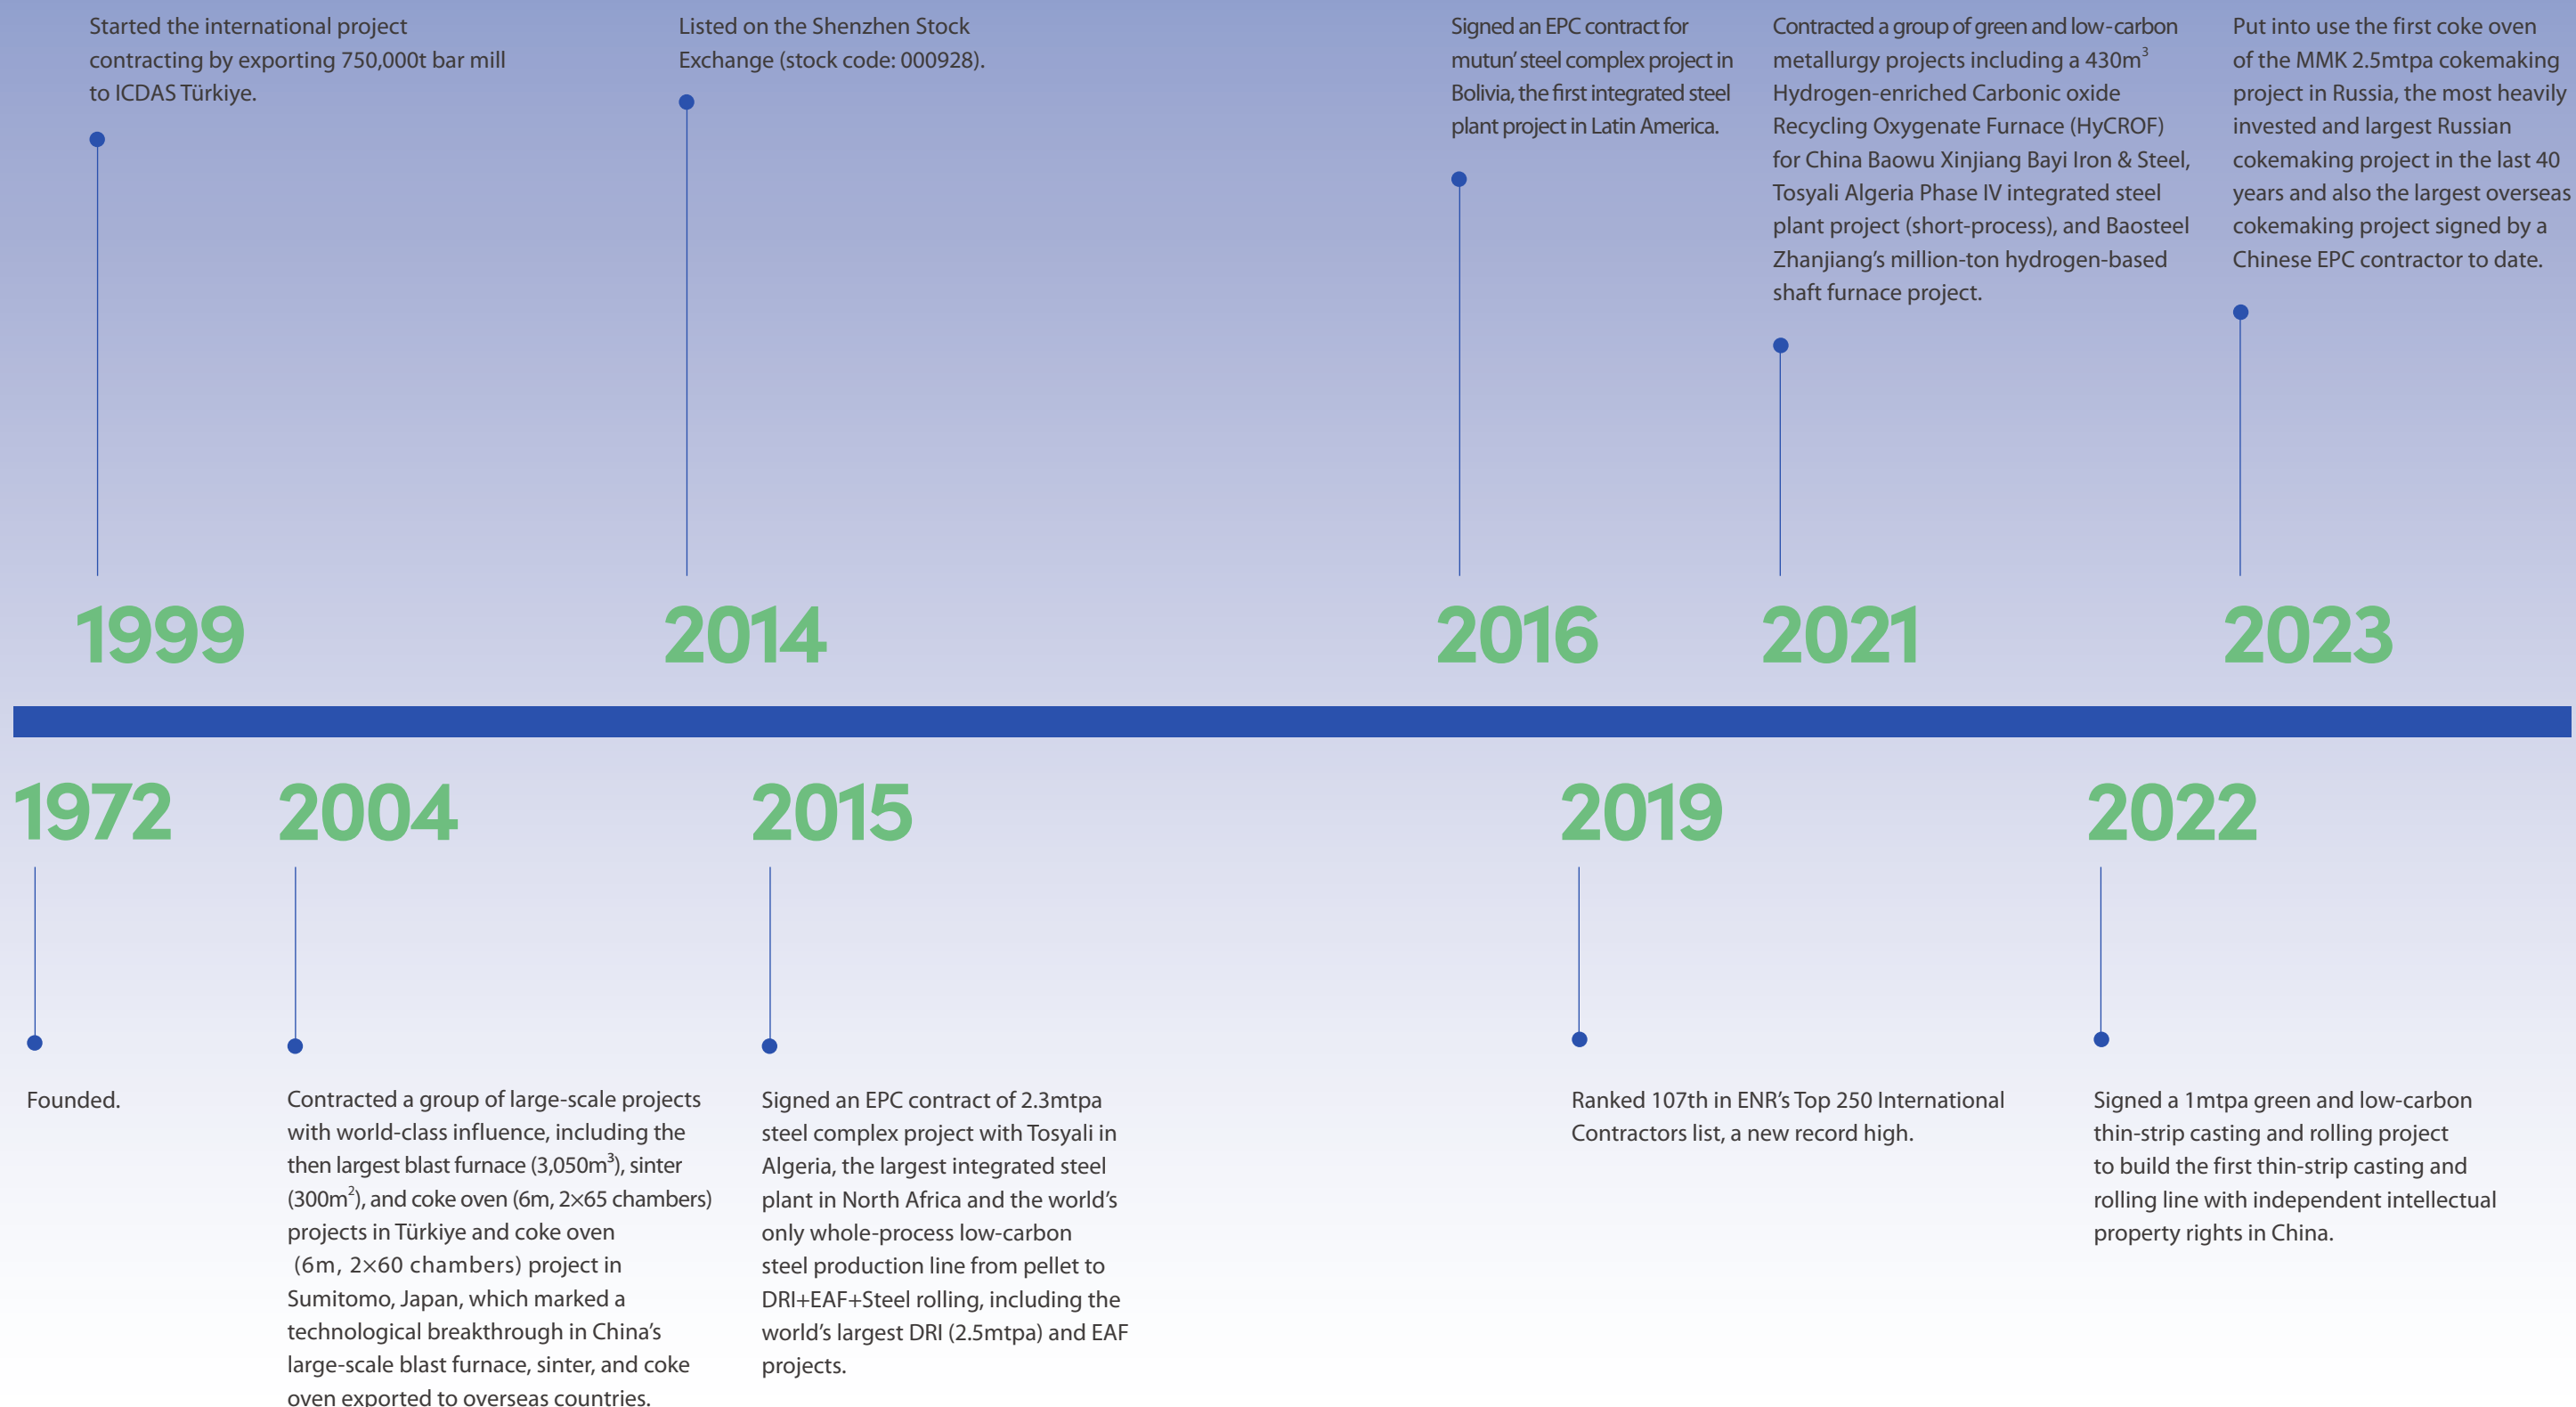 Started the international project
contracting by exporting 750,000t bar mill
to ICDAS Türkiye.
Listed on the Shenzhen Stock
Exchange (stock code: 000928).
Signed an EPC contract for
mutun’ steel complex project in
Bolivia, the first integrated steel
plant project in Latin America.
Contracted a group of green and low-carbon
metallurgy projects including a 430m³
Hydrogen-enriched Carbonic oxide
Recycling Oxygenate Furnace (HyCROF)
for China Baowu Xinjiang Bayi Iron & Steel,
Tosyali Algeria Phase IV integrated steel
plant project (short-process), and Baosteel
Zhanjiang’s million-ton hydrogen-based
shaft furnace project.
Put into use the first coke oven
of the MMK 2.5mtpa cokemaking
project in Russia, the most heavily
invested and largest Russian
cokemaking project in the last 40
years and also the largest overseas
cokemaking project signed by a
Chinese EPC contractor to date.
1999
2014
2016
2021
2023
1972
2004
2015
2019
2022
Founded.
Contracted a group of large-scale projects
with world-class influence, including the
then largest blast furnace (3,050m³), sinter
(300m²), and coke oven (6m, 2×65 chambers)
projects in Türkiye and coke oven
(6m, 2×60 chambers) project in
Sumitomo, Japan, which marked a
technological breakthrough in China’s
large-scale blast furnace, sinter, and coke
oven exported to overseas countries.
Signed an EPC contract of 2.3mtpa
steel complex project with Tosyali in
Algeria, the largest integrated steel
plant in North Africa and the world’s
only whole-process low-carbon
steel production line from pellet to
DRI+EAF+Steel rolling, including the
world’s largest DRI (2.5mtpa) and EAF
projects.
Ranked 107th in ENR’s Top 250 International
Contractors list, a new record high.
Signed a 1mtpa green and low-carbon
thin-strip casting and rolling project
to build the first thin-strip casting and
rolling line with independent intellectual
property rights in China.